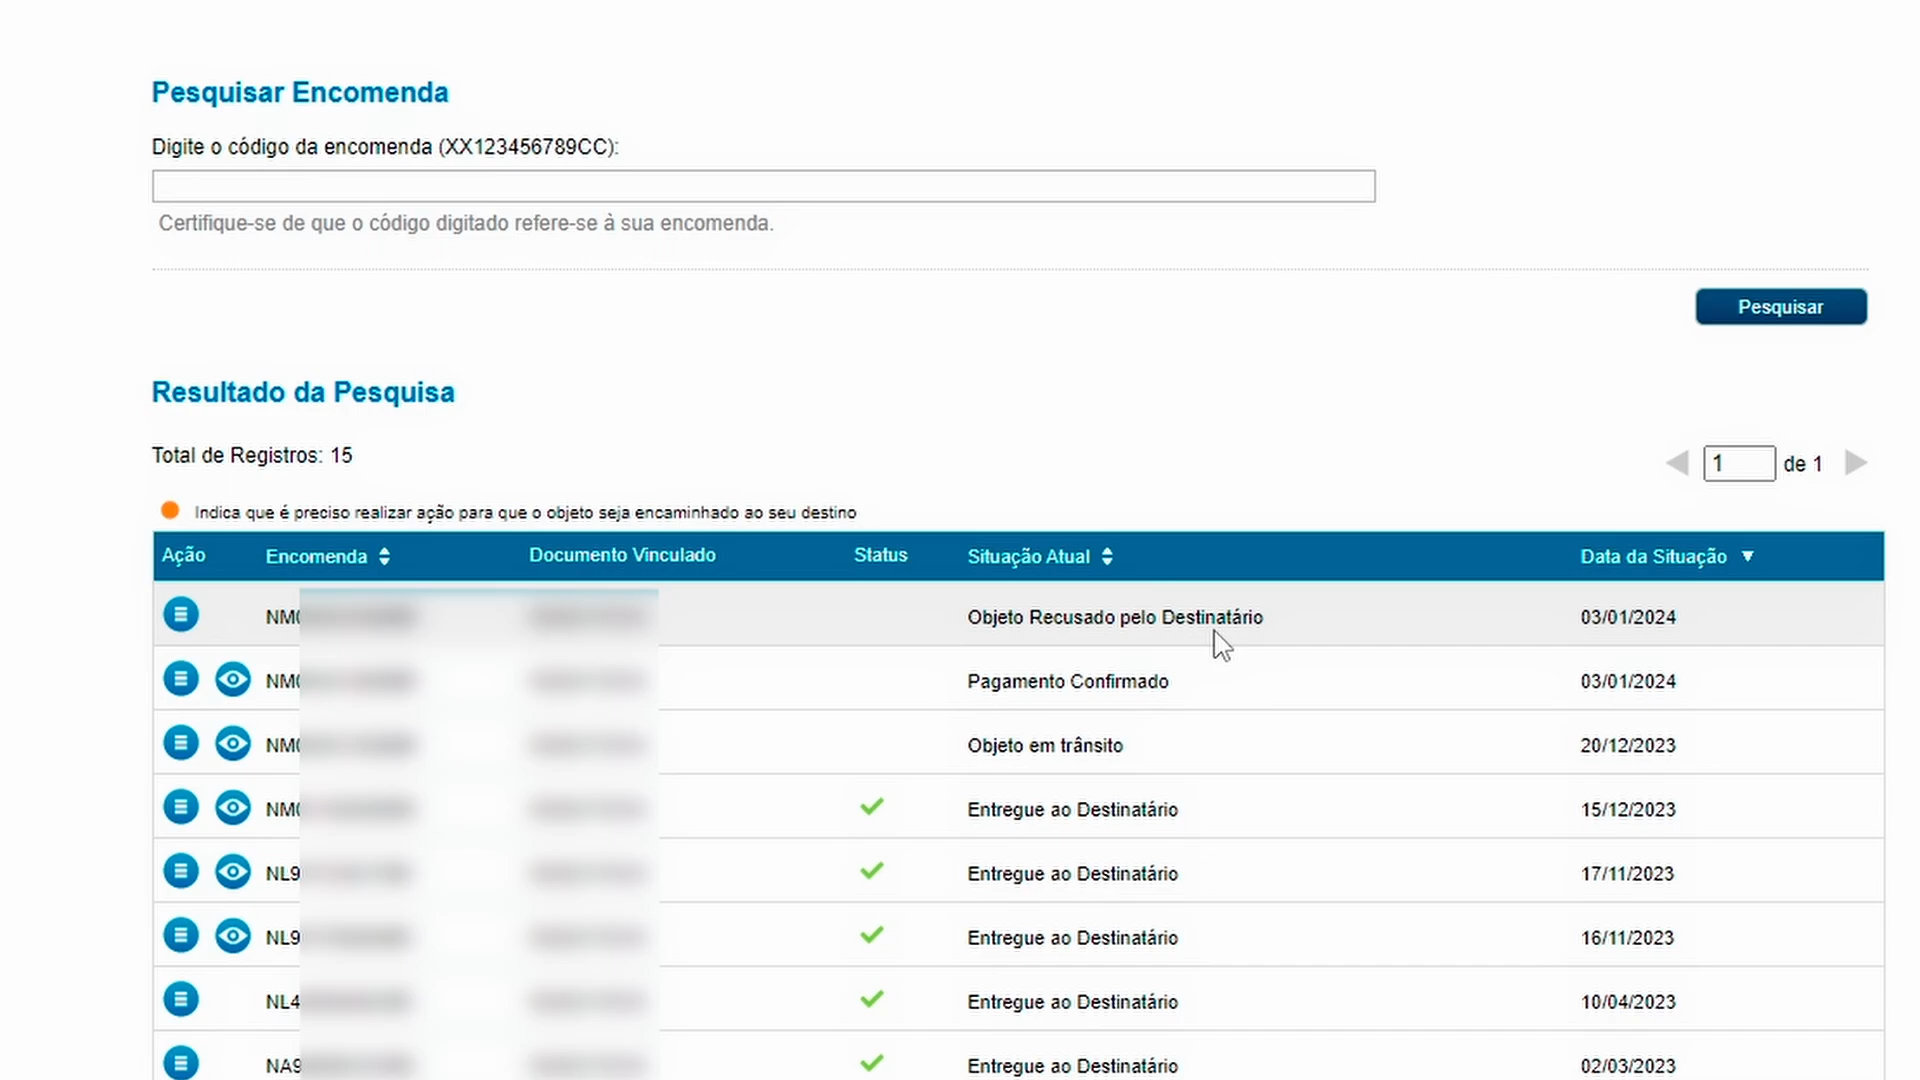 Pesquisar Encomenda
Digite o código da encomenda (XX123456789CC):
Certifique-se de que o código digitado refere-se à sua encomenda.
Pesquisar
Resultado da Pesquisa
Total de Registros: 15
1 de 1
Indica que é preciso realizar ação para que o objeto seja encaminhado ao seu destino
Ação Encomenda Documento Vinculado Status Situação Atual Data da Situação
Objeto Recusado pelo Destinatário 03/01/2024
Pagamento Confirmado 03/01/2024
Objeto em trânsito 20/12/2023
Entregue ao Destinatário 15/12/2023
NL9 Entregue ao Destinatário 17/11/2023
NL9 Entregue ao Destinatário 16/11/2023
NL4 Entregue ao Destinatário 10/04/2023
NA9 Entregue ao Destinatário 02/03/2023